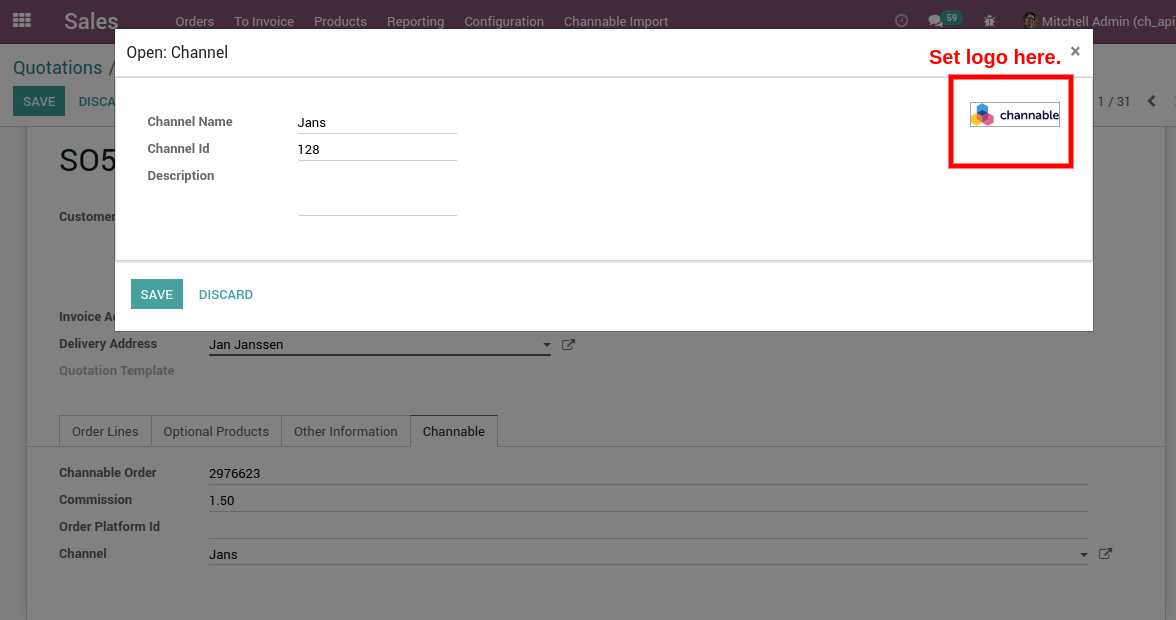 Sales Orders To Invoice Products Reporting Configuration Channable Import 59 Mitchell Admin (ch_api
Open: Channel ×
Set logo here.
Quotations /
SAVE DISCA 1 / 31
channable
Channel Name Jans
Channel Id 128
Description
SO5
Customer
SAVE DISCARD
Invoice Ad
Delivery Address Jan Janssen
Quotation Template
Order Lines Optional Products Other Information Channable
Channable Order 2976623
Commission 1.50
Order Platform Id
Channel Jans